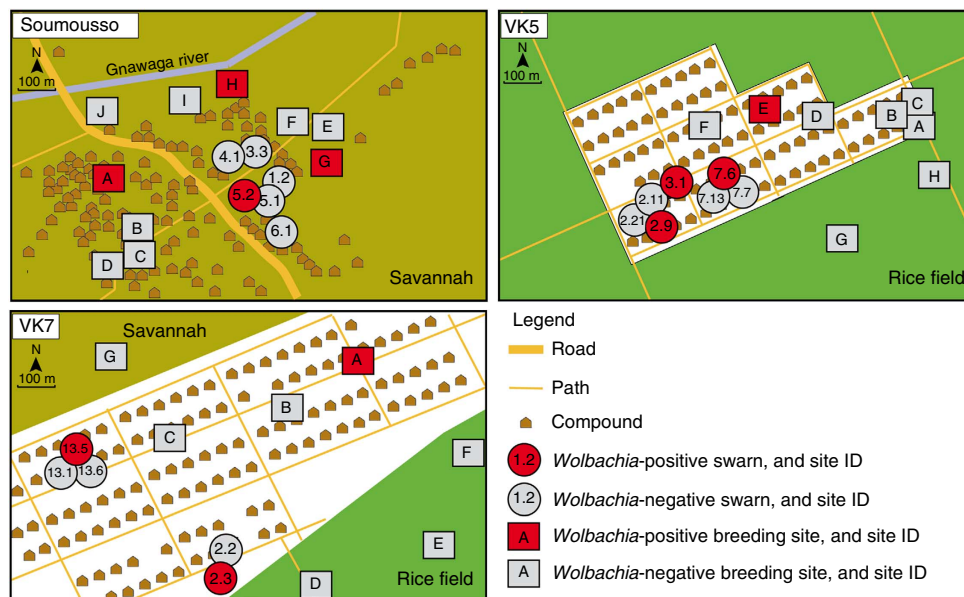 Soumousso
N
100 m
Gnawaga river
H
I
J
F
E
G
4.1
3.3
1.2
5.2
5.1
6.1
A
B
C
D
Savannah
VK5
N
100 m
E
F
D
B
C
A
H
G
3.1
7.6
2.11
7.13
7.7
2.21
2.9
Rice field
VK7
Savannah
N
100 m
G
A
B
C
F
E
D
13.5
13.1
13.6
2.2
2.3
Rice field
Legend
Road
Path
Compound
1.2 Wolbachia-positive swarn, and site ID
1.2 Wolbachia-negative swarn, and site ID
A Wolbachia-positive breeding site, and site ID
A Wolbachia-negative breeding site, and site ID